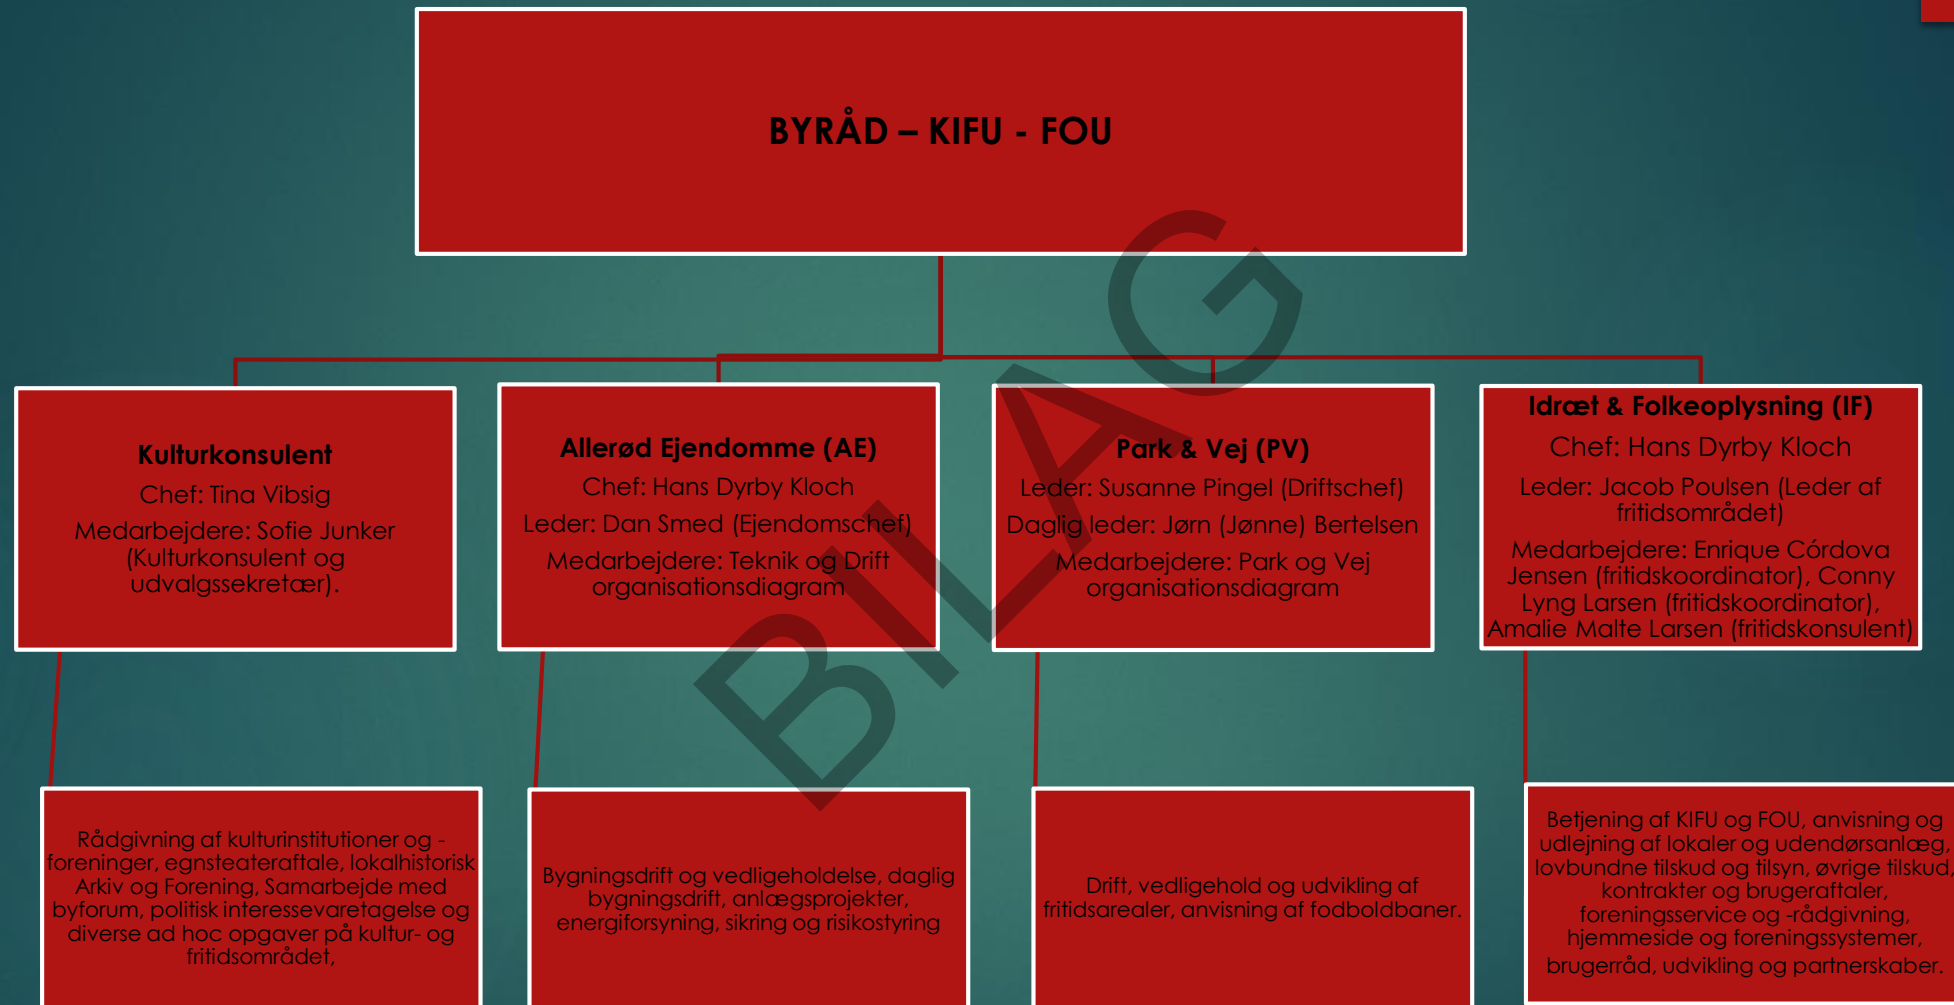 BYRÅD – KIFU - FOU
Kulturkonsulent
Chef: Tina Vibsig
Medarbejdere: Sofie Junker
(Kulturkonsulent og
udvalgssekretær).
Allerød Ejendomme (AE)
Chef: Hans Dyrby Kloch
Leder: Dan Smed (Ejendomschef)
Medarbejdere: Teknik og Drift
organisationsdiagram
Park & Vej (PV)
Leder: Susanne Pingel (Driftschef)
Daglig leder: Jørn (Jønne) Bertelsen
Medarbejdere: Park og Vej
organisationsdiagram
Idræt & Folkeoplysning (IF)
Chef: Hans Dyrby Kloch
Leder: Jacob Poulsen (Leder af
fritidsområdet)
Medarbejdere: Enrique Córdova
Jensen (fritidskoordinator), Conny
Lyng Larsen (fritidskoordinator),
Amalie Malte Larsen (fritidskonsulent)
Rådgivning af kulturinstitutioner og -
foreninger, egnsteateraftale, lokalhistorisk
Arkiv og Forening, Samarbejde med
byforum, politisk interessevaretagelse og
diverse ad hoc opgaver på kultur- og
fritidsområdet,
Bygningsdrift og vedligeholdelse, daglig
bygningsdrift, anlægsprojekter,
energiforsyning, sikring og risikostyring
Drift, vedligehold og udvikling af
fritidsarealer, anvisning af fodboldbaner.
Betjening af KIFU og FOU, anvisning og
udlejning af lokaler og udendørsanlæg,
lovbundne tilskud og tilsyn, øvrige tilskud,
kontrakter og brugeraftaler,
foreningsservice og -rådgivning,
hjemmeside og foreningssystemer,
brugerråd, udvikling og partnerskaber.
BILAG